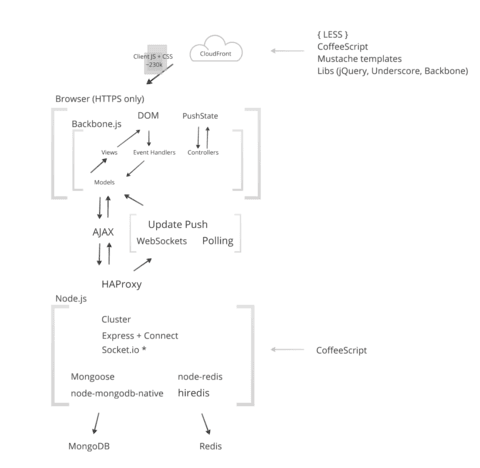 { LESS }
CoffeeScript
Mustache templates
Libs (jQuery, Underscore, Backbone)
CloudFront
Client JS + CSS
~230k
Browser (HTTPS only)
DOM
PushState
Backbone.js
Views
Event Handlers
Controllers
Models
AJAX
Update Push
WebSockets
Polling
HAProxy
Node.js
Cluster
Express + Connect
Socket.io *
CoffeeScript
Mongoose
node-redis
node-mongodb-native
hiredis
MongoDB
Redis